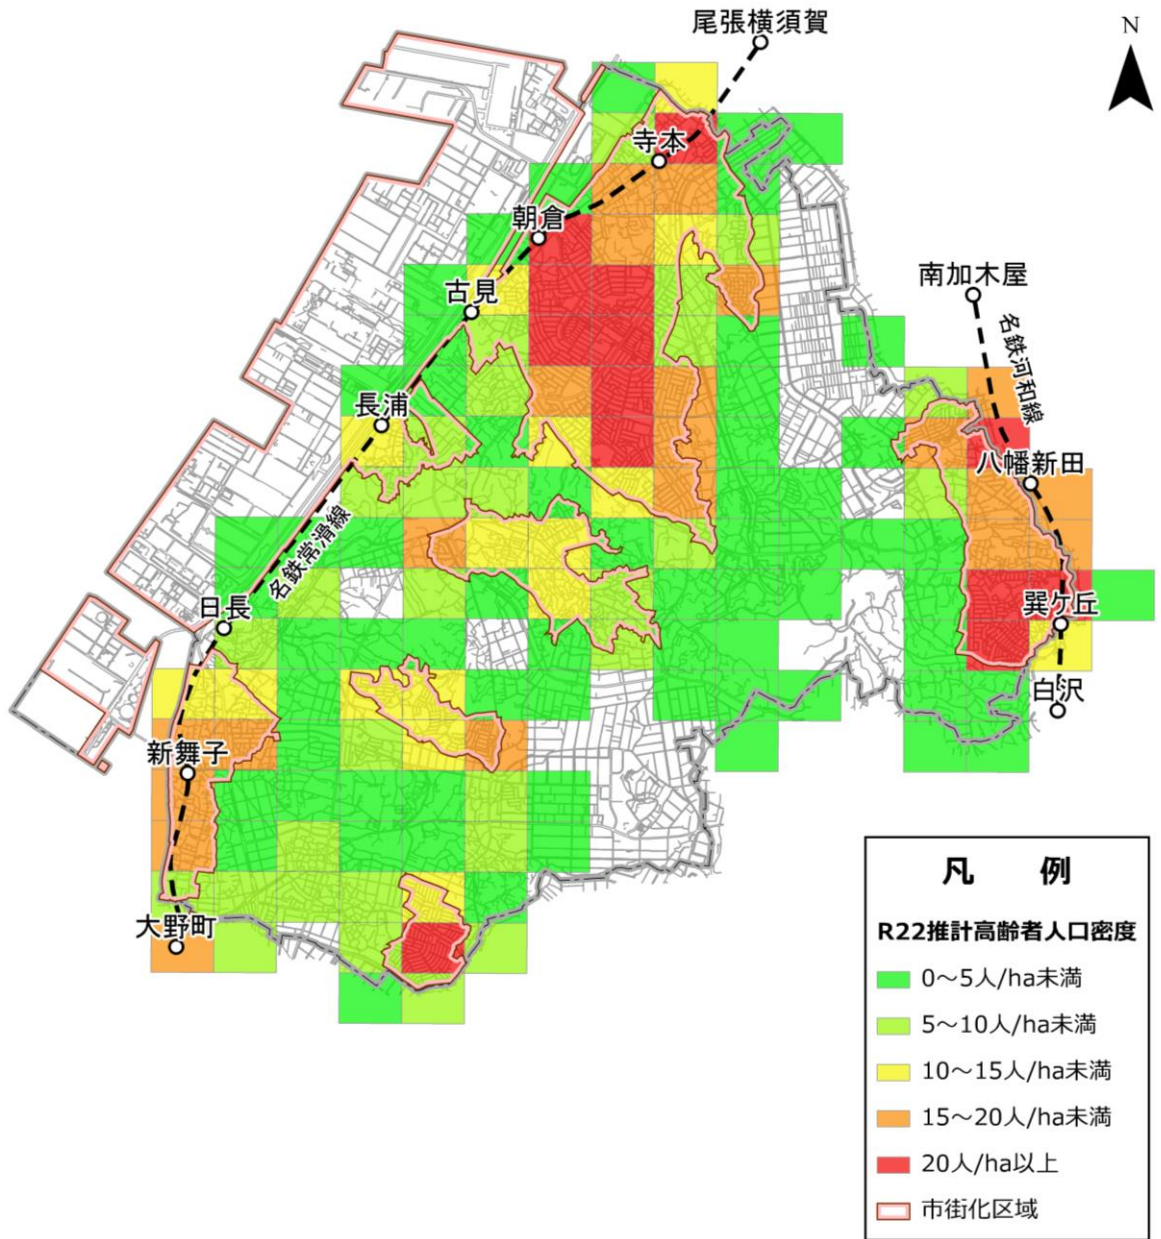 尾張横須賀
N
寺本
朝倉
南加木屋
古見
名鉄河和線
長浦
八幡新田
名鉄常滑線
日長
巽ケ丘
白沢
新舞子
大野町
凡 例
R22推計高齢者人口密度
0～5人/ha未満
5～10人/ha未満
10～15人/ha未満
15～20人/ha未満
20人/ha以上
市街化区域